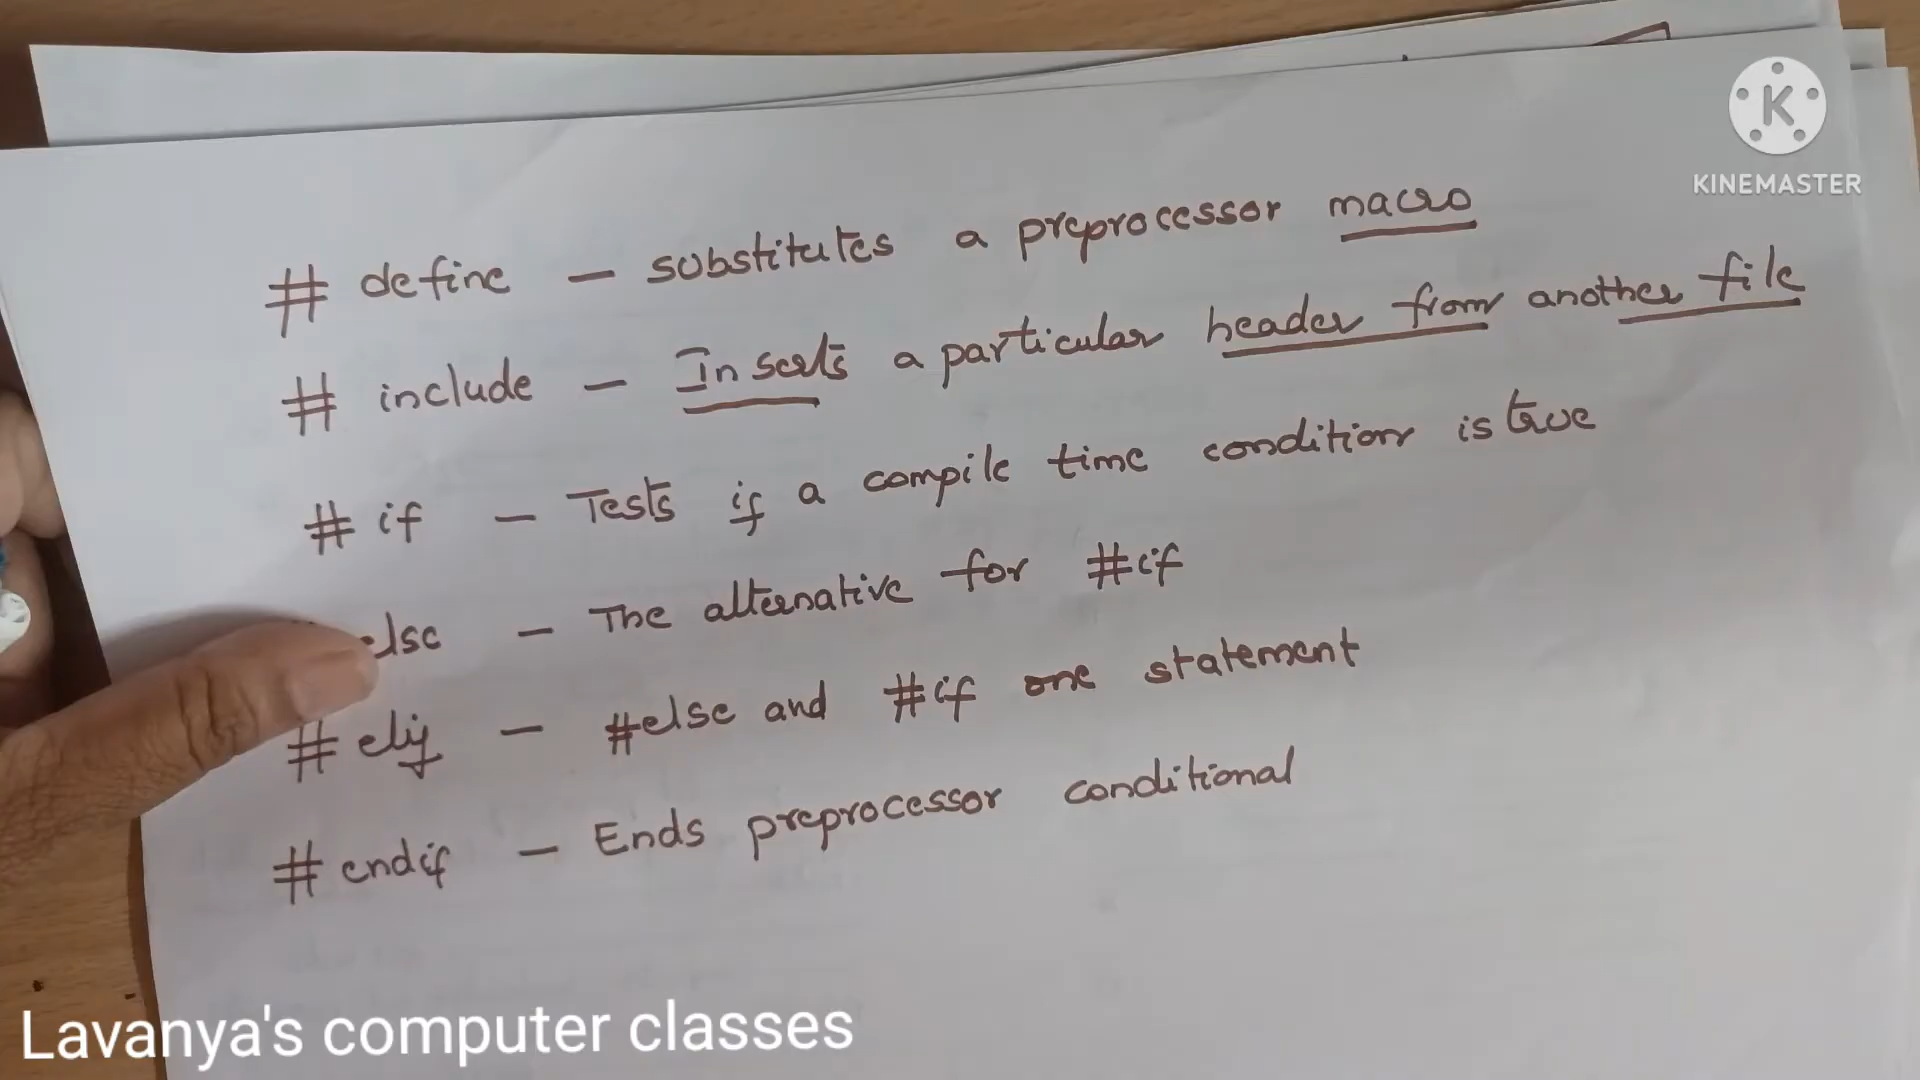 K
KINEMASTER
# define — substitutes a preprocessor macro
# include — Inserts a particular header from another file
# if — Tests if a compile time condition is true
else — The alternative for #if
# elif — #else and #if one statement
# endif — Ends preprocessor conditional
Lavanya's computer classes